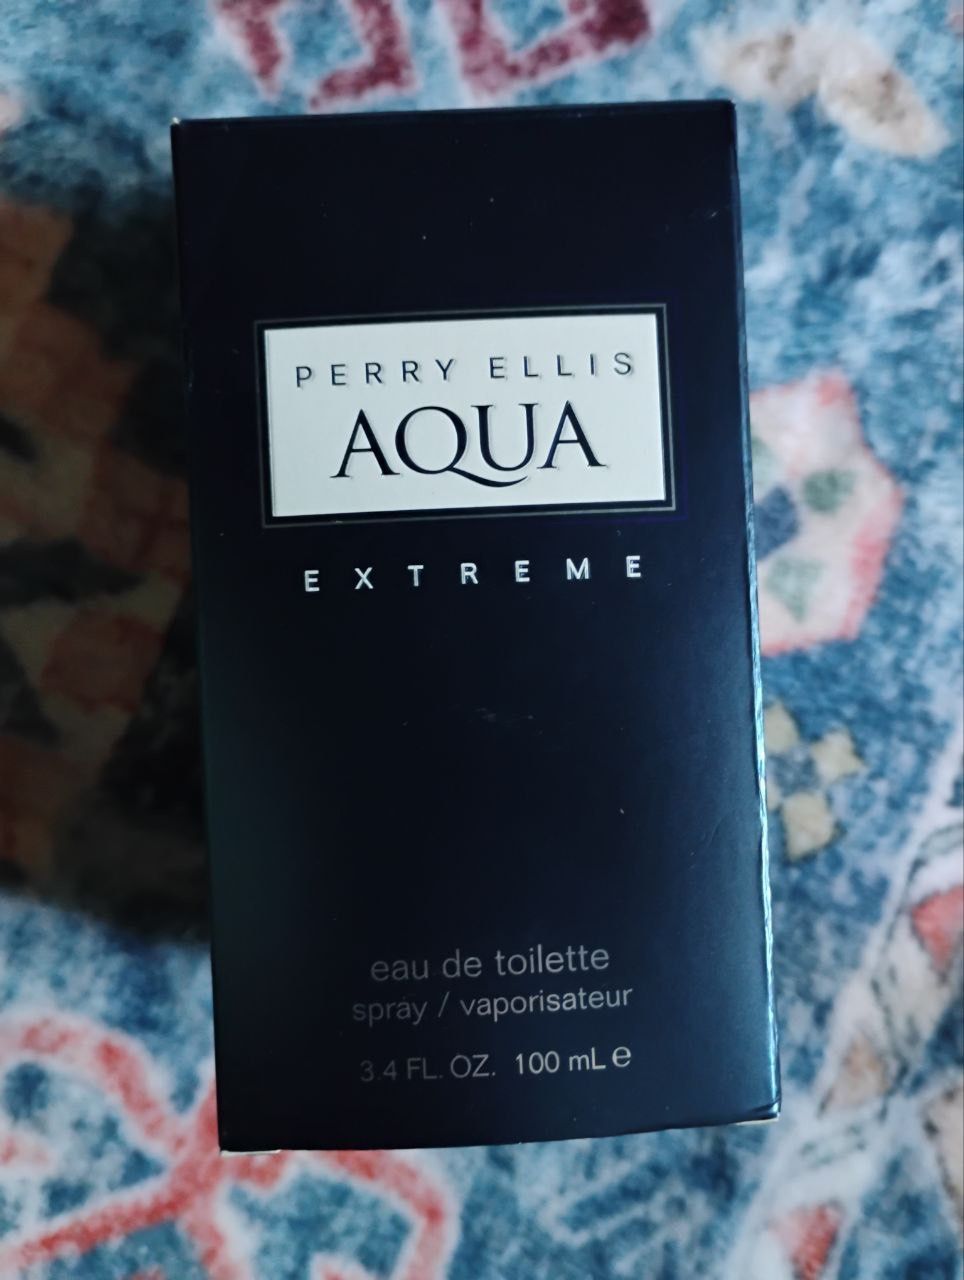 PERRY ELLIS
AQUA
EXTREME
eau de toilette
spray / vaporisateur
3.4 FL. OZ. 100 mL ℮